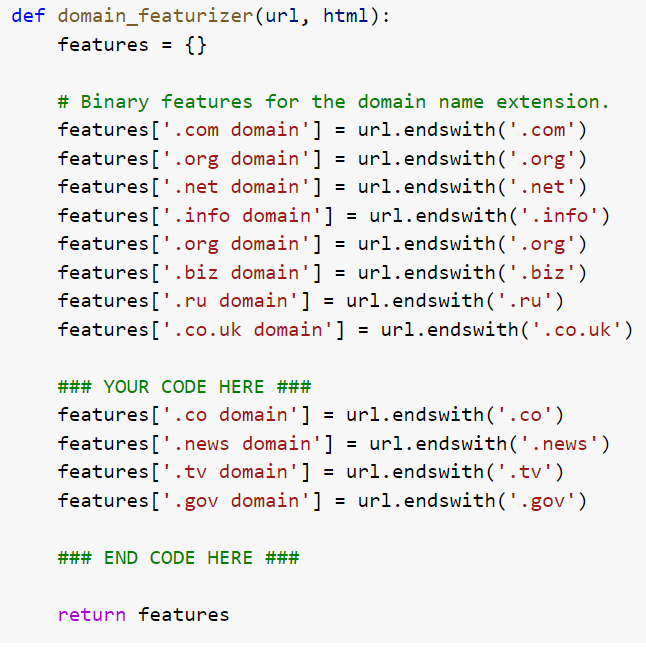 def domain_featurizer(url, html):
    features = {}

    # Binary features for the domain name extension.
    features['.com domain'] = url.endswith('.com')
    features['.org domain'] = url.endswith('.org')
    features['.net domain'] = url.endswith('.net')
    features['.info domain'] = url.endswith('.info')
    features['.org domain'] = url.endswith('.org')
    features['.biz domain'] = url.endswith('.biz')
    features['.ru domain'] = url.endswith('.ru')
    features['.co.uk domain'] = url.endswith('.co.uk')

    ### YOUR CODE HERE ###
    features['.co domain'] = url.endswith('.co')
    features['.news domain'] = url.endswith('.news')
    features['.tv domain'] = url.endswith('.tv')
    features['.gov domain'] = url.endswith('.gov')

    ### END CODE HERE ###

    return features